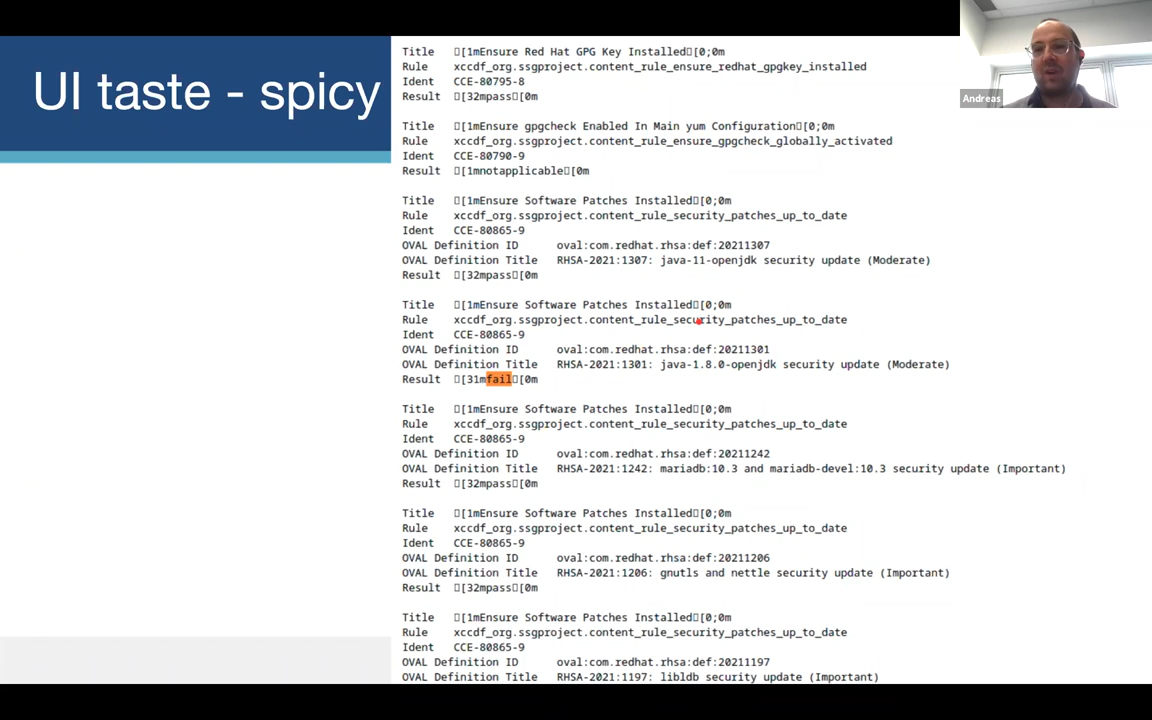 UI taste - spicy
Title ▯[1mEnsure Red Hat GPG Key Installed▯[0;0m
Rule xccdf_org.ssgproject.content_rule_ensure_redhat_gpgkey_installed
Ident CCE-80795-8
Result ▯[32mpass▯[0m
Title ▯[1mEnsure gpgcheck Enabled In Main yum Configuration▯[0;0m
Rule xccdf_org.ssgproject.content_rule_ensure_gpgcheck_globally_activated
Ident CCE-80790-9
Result ▯[1mnotapplicable▯[0m
Title ▯[1mEnsure Software Patches Installed▯[0;0m
Rule xccdf_org.ssgproject.content_rule_security_patches_up_to_date
Ident CCE-80865-9
OVAL Definition ID oval:com.redhat.rhsa:def:20211307
OVAL Definition Title RHSA-2021:1307: java-11-openjdk security update (Moderate)
Result ▯[32mpass▯[0m
Title ▯[1mEnsure Software Patches Installed▯[0;0m
Rule xccdf_org.ssgproject.content_rule_security_patches_up_to_date
Ident CCE-80865-9
OVAL Definition ID oval:com.redhat.rhsa:def:20211301
OVAL Definition Title RHSA-2021:1301: java-1.8.0-openjdk security update (Moderate)
Result ▯[31mfail▯[0m
Title ▯[1mEnsure Software Patches Installed▯[0;0m
Rule xccdf_org.ssgproject.content_rule_security_patches_up_to_date
Ident CCE-80865-9
OVAL Definition ID oval:com.redhat.rhsa:def:20211242
OVAL Definition Title RHSA-2021:1242: mariadb:10.3 and mariadb-devel:10.3 security update (Important)
Result ▯[32mpass▯[0m
Title ▯[1mEnsure Software Patches Installed▯[0;0m
Rule xccdf_org.ssgproject.content_rule_security_patches_up_to_date
Ident CCE-80865-9
OVAL Definition ID oval:com.redhat.rhsa:def:20211206
OVAL Definition Title RHSA-2021:1206: gnutls and nettle security update (Important)
Result ▯[32mpass▯[0m
Title ▯[1mEnsure Software Patches Installed▯[0;0m
Rule xccdf_org.ssgproject.content_rule_security_patches_up_to_date
Ident CCE-80865-9
OVAL Definition ID oval:com.redhat.rhsa:def:20211197
OVAL Definition Title RHSA-2021:1197: libldb security update (Important)
Andreas